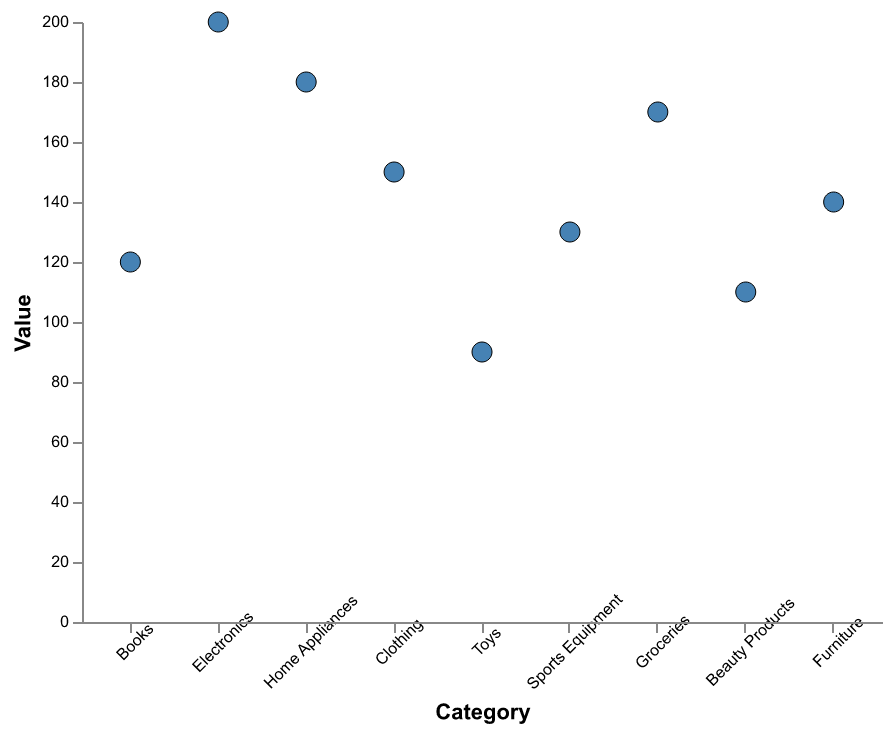 200
180
160
140
120
100
80
60
40
20
0
Value
Books
Electronics
Home Appliances
Clothing
Toys
Sports Equipment
Groceries
Beauty Products
Furniture
Category